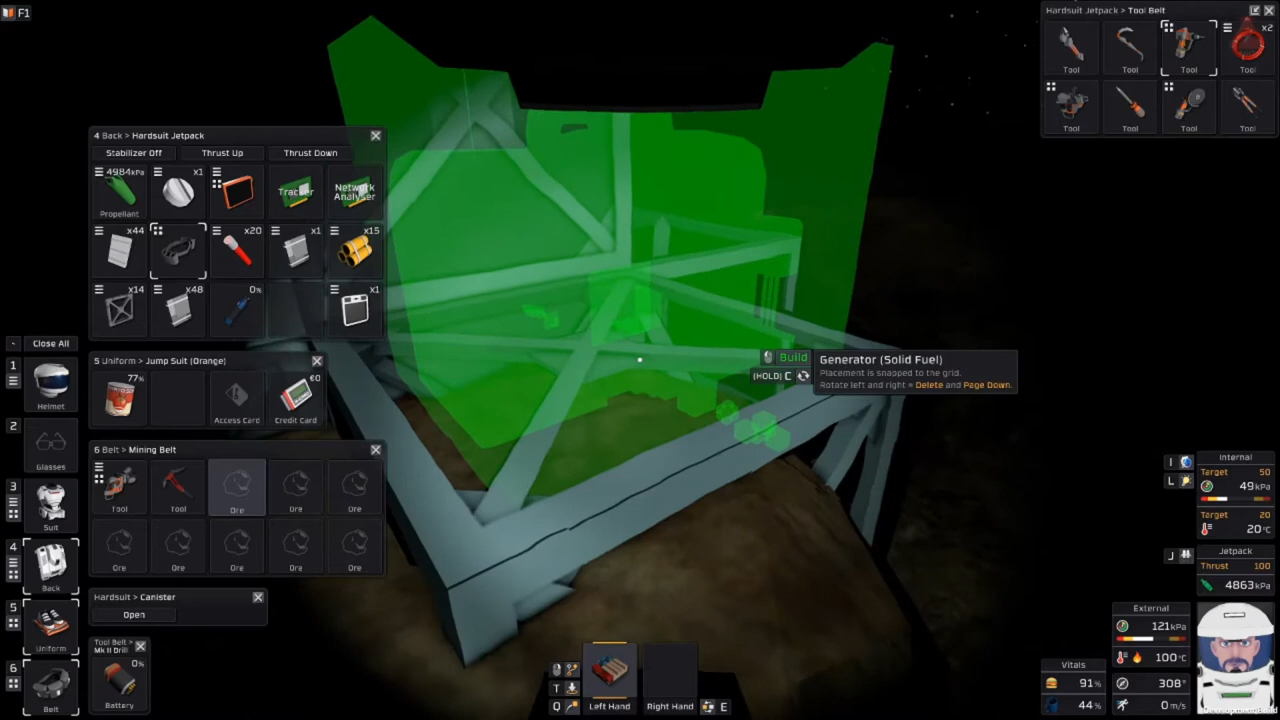 F1
Hardsuit Jetpack > Tool Belt
Tool
Tool
Tool
x2
Tool
Tool
Tool
Tool
Tool
4 Back > Hardsuit Jetpack
Stabilizer Off
Thrust Up
Thrust Down
4984kPa
Propellant
x1
Tracker
Network
Analyser
x44
x20
x1
x15
x14
x48
0%
x1
Close All
5 Uniform > Jump Suit (Orange)
77%
Access Card
€0
Credit Card
6 Belt > Mining Belt
Tool
Tool
Ore
Ore
Ore
Ore
Ore
Ore
Ore
Ore
Hardsuit > Canister
Open
Tool Belt >
Mk II Drill
0%
Battery
1
Helmet
2
Glasses
3
Suit
4
Back
5
Uniform
6
Belt
Build
(HOLD) C
Generator (Solid Fuel)
Placement is snapped to the grid.
Rotate left and right = Delete and Page Down.
T
Q
Left Hand
Right Hand
E
I
L
Internal
Target 50
49kPa
Target 20
20°C
J
Jetpack
Thrust 100
4863kPa
External
121kPa
100°C
308°
0m/s
Vitals
91%
44%